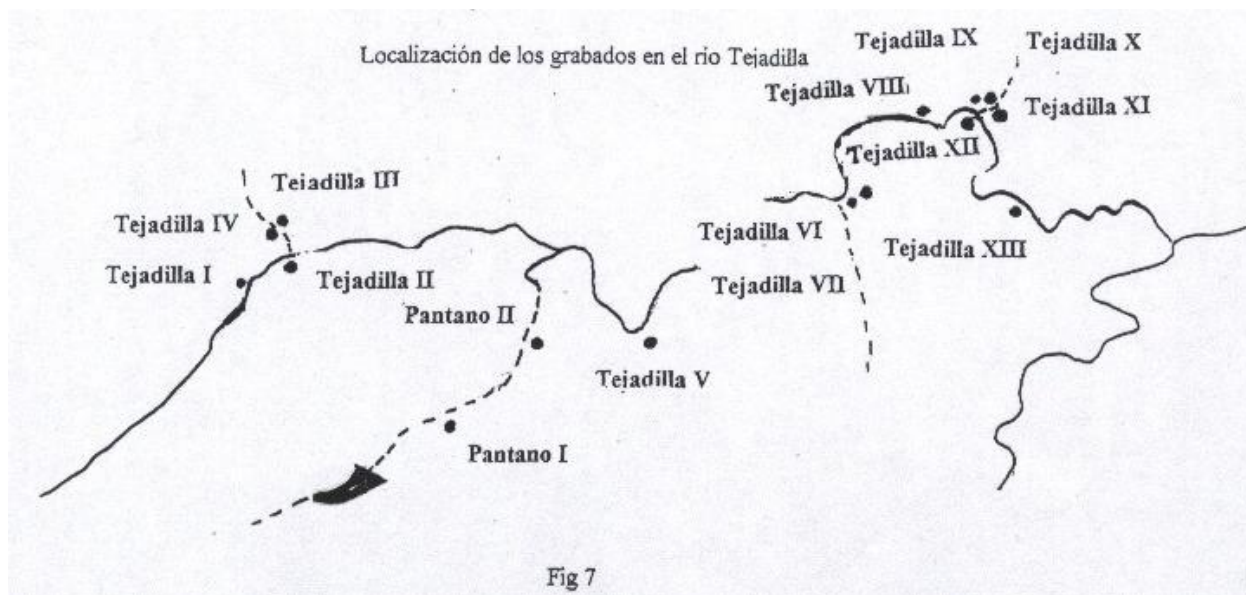 Localización de los grabados en el río Tejadilla
Tejadilla IX
Tejadilla X
Tejadilla VIII
Tejadilla XI
Tejadilla XII
Tejadilla III
Tejadilla IV
Tejadilla VI
Tejadilla XIII
Tejadilla I
Tejadilla II
Tejadilla VII
Pantano II
Tejadilla V
Pantano I
Fig 7